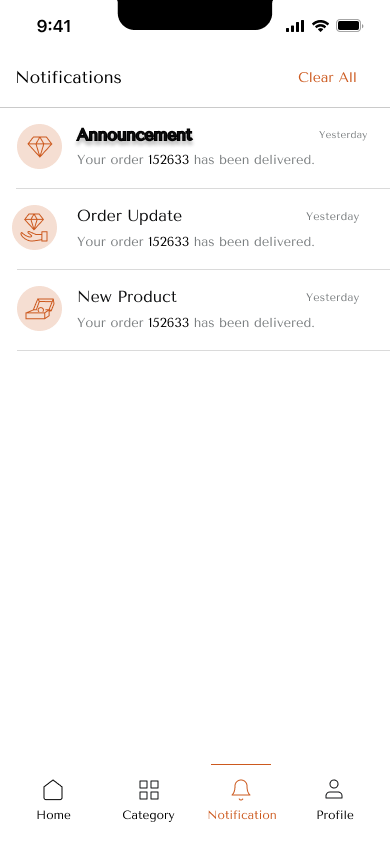 9:41
Notifications Clear All
Announcement Yesterday
Your order 152633 has been delivered.
Order Update Yesterday
Your order 152633 has been delivered.
New Product Yesterday
Your order 152633 has been delivered.
Home Category Notification Profile